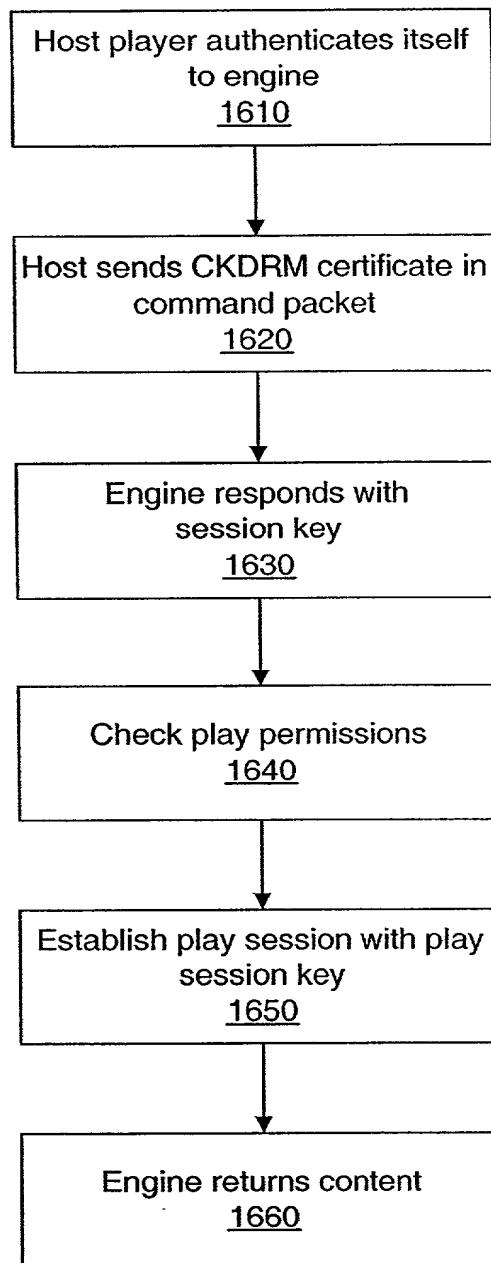 Host player authenticates itself
to engine
1610
Host sends CKDRM certificate in
command packet
1620
Engine responds with
session key
1630
Check play permissions
1640
Establish play session with play
session key
1650
Engine returns content
1660